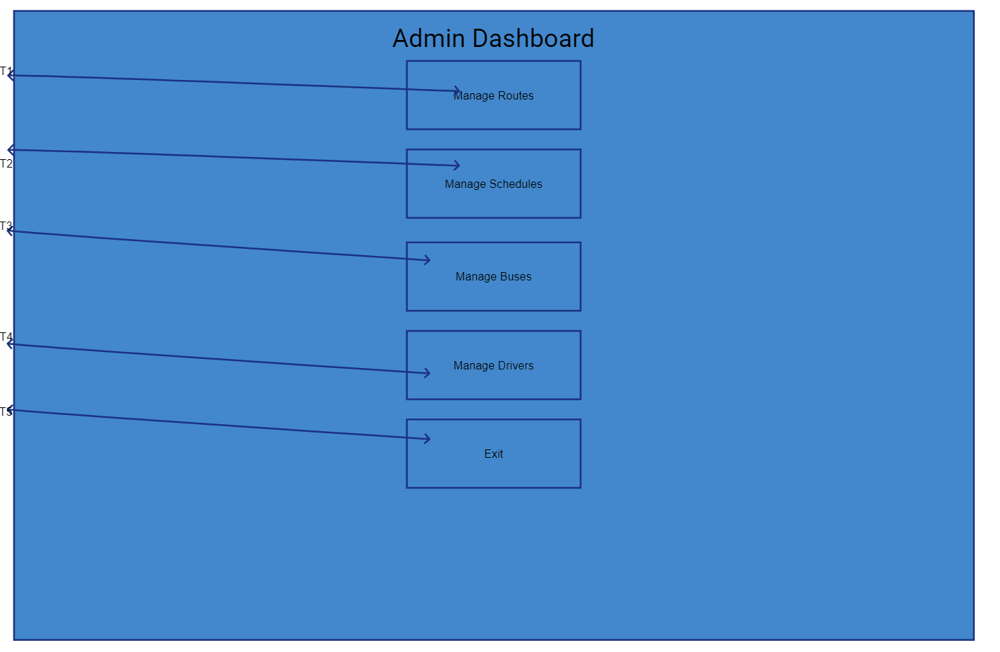 Admin Dashboard
T1
Manage Routes
T2
Manage Schedules
T3
Manage Buses
T4
Manage Drivers
T5
Exit